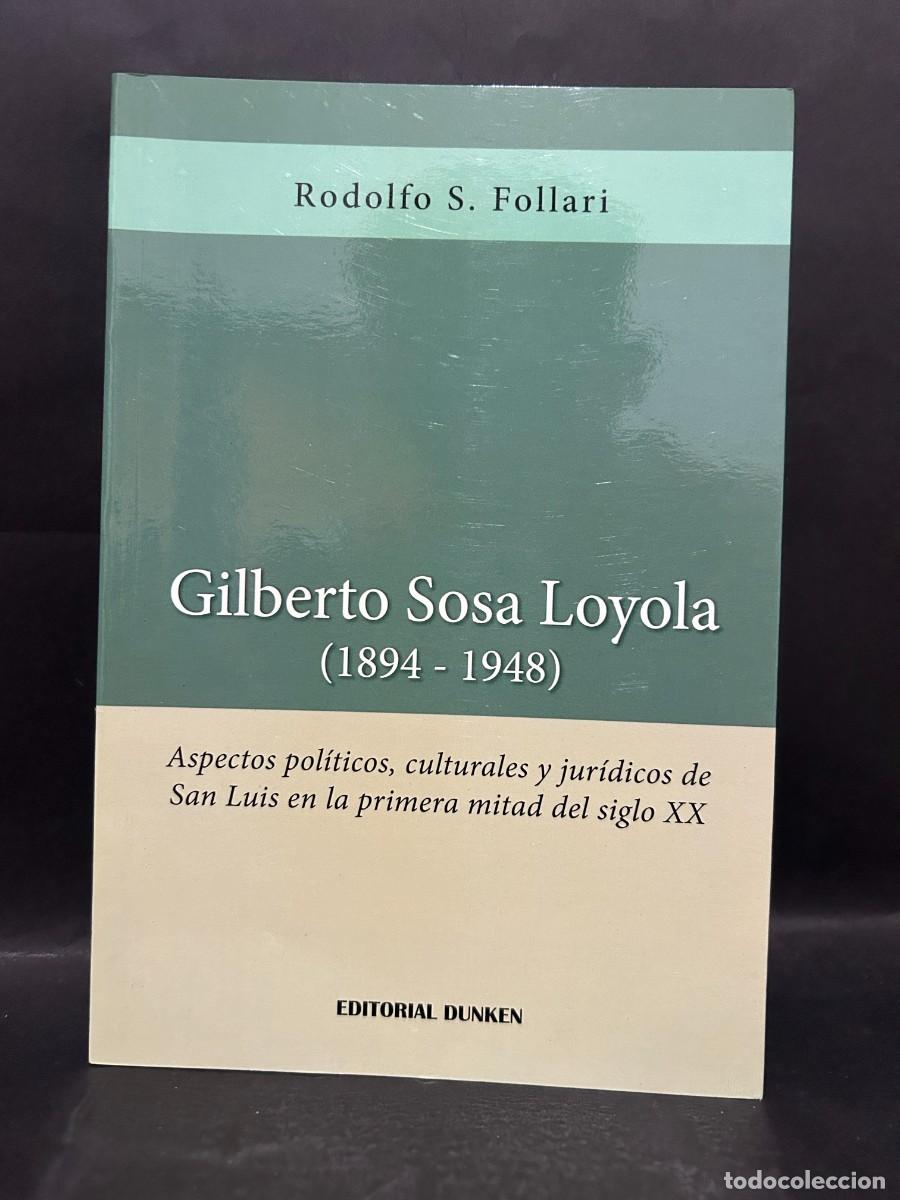 Rodolfo S. Follari
Gilberto Sosa Loyola
(1894 - 1948)
Aspectos políticos, culturales y jurídicos de
San Luis en la primera mitad del siglo XX
EDITORIAL DUNKEN
todocoleccion